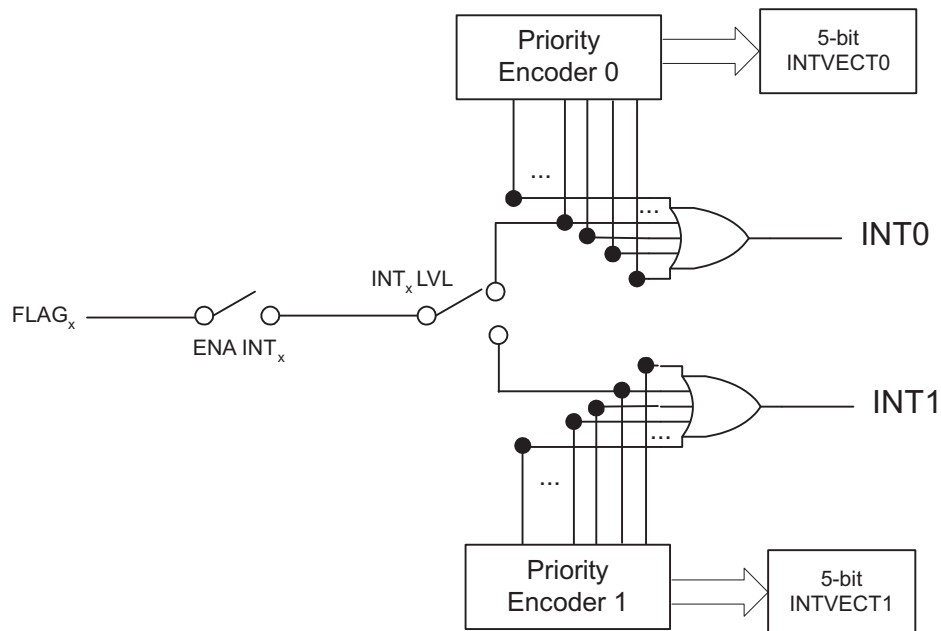 Priority
Encoder 0
5-bit
INTVECT0
...
...
INT0
INTx LVL
FLAGx
ENA INTx
INT1
...
...
Priority
Encoder 1
5-bit
INTVECT1